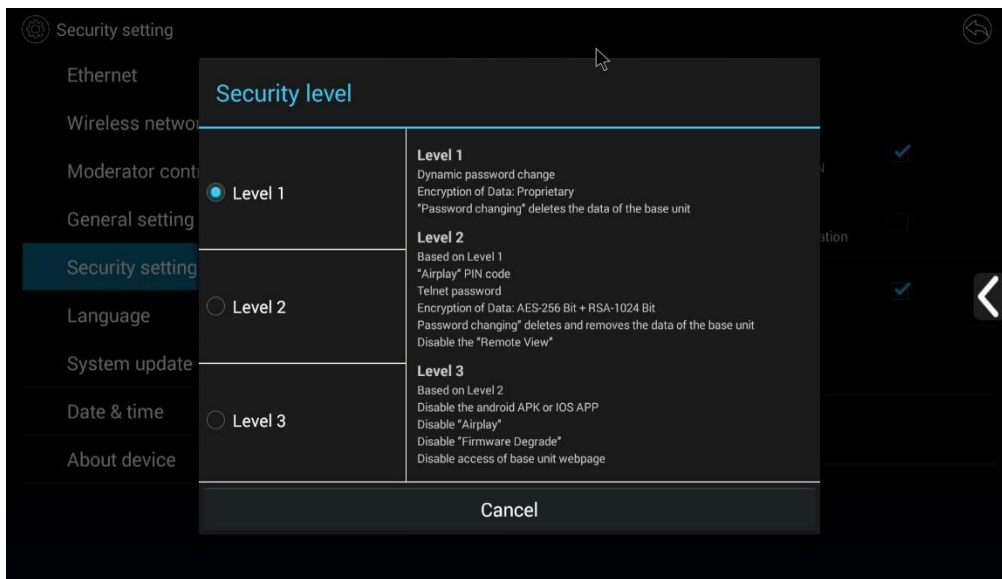 Security setting
Ethernet
Wireless netwo
Moderator cont
General setting
Security setting
Language
System update
Date & time
About device
Security level
Level 1
Level 2
Level 3
Level 1
Dynamic password change
Encryption of Data: Proprietary
"Password changing" deletes the data of the base unit
Level 2
Based on Level 1
"Airplay" PIN code
Telnet password
Encryption of Data: AES-256 Bit + RSA-1024 Bit
Password changing" deletes and removes the data of the base unit
Disable the "Remote View"
Level 3
Based on Level 2
Disable the android APK or IOS APP
Disable "Airplay"
Disable "Firmware Degrade"
Disable access of base unit webpage
Cancel
ation